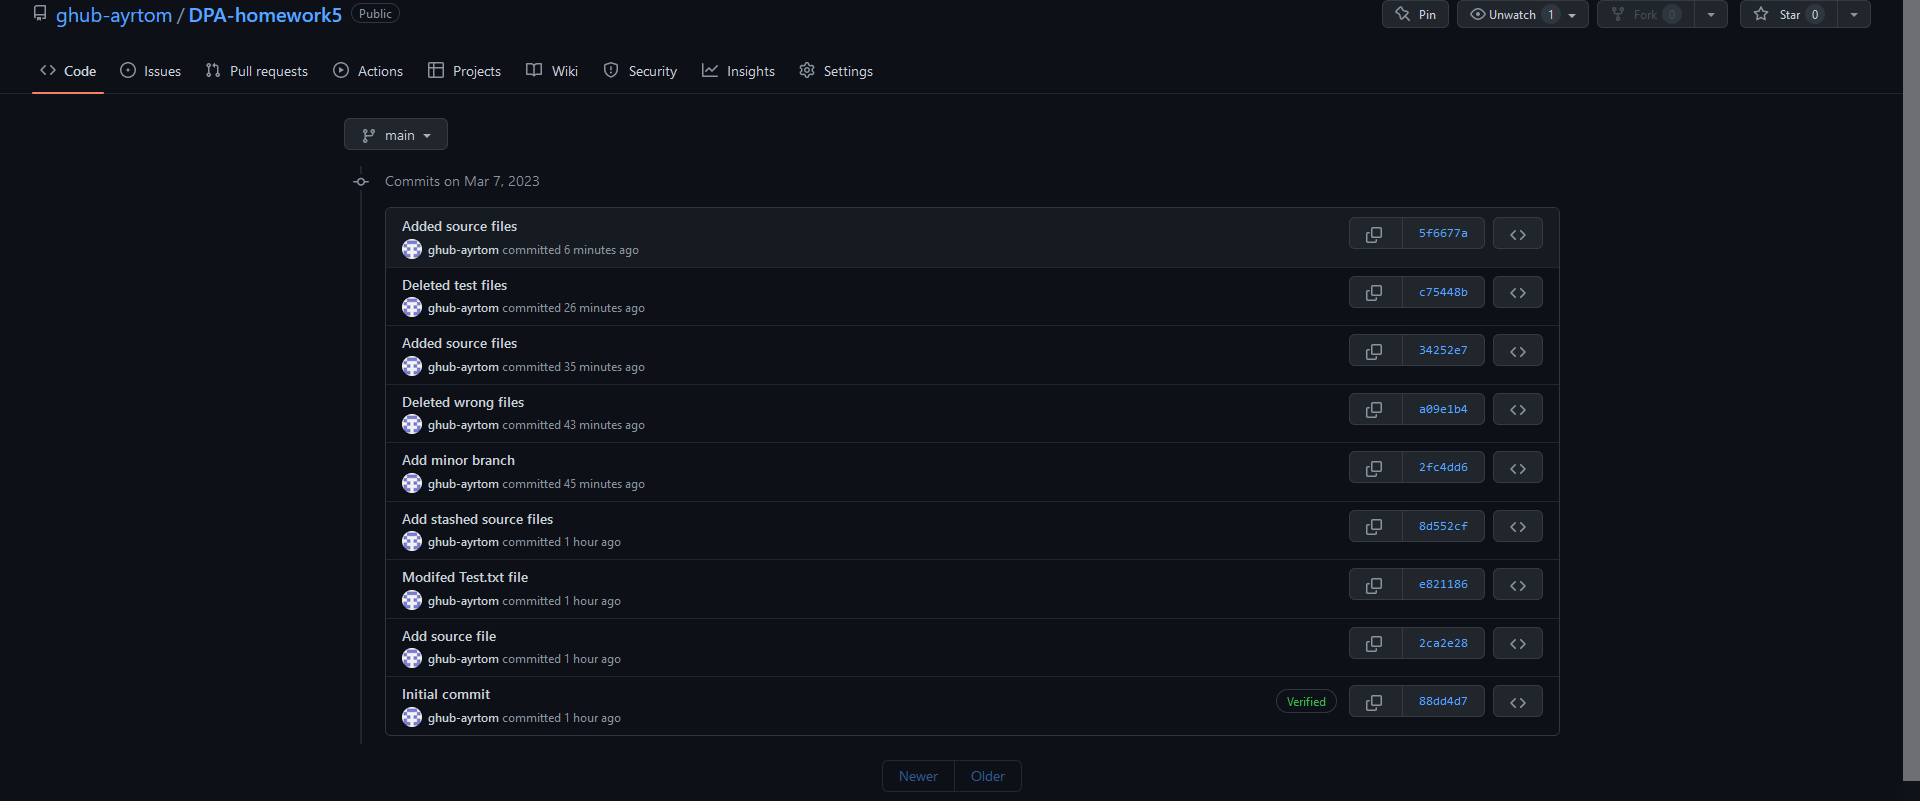 ghub-ayrtom / DPA-homework5 Public Pin Unwatch 1 Fork 0 Star 0
Code Issues Pull requests Actions Projects Wiki Security Insights Settings
main
Commits on Mar 7, 2023
Added source files
ghub-ayrtom committed 6 minutes ago
5f6677a
Deleted test files
ghub-ayrtom committed 26 minutes ago
c75448b
Added source files
ghub-ayrtom committed 35 minutes ago
34252e7
Deleted wrong files
ghub-ayrtom committed 43 minutes ago
a09e1b4
Add minor branch
ghub-ayrtom committed 45 minutes ago
2fc4dd6
Add stashed source files
ghub-ayrtom committed 1 hour ago
8d552cf
Modifed Test.txt file
ghub-ayrtom committed 1 hour ago
e821186
Add source file
ghub-ayrtom committed 1 hour ago
2ca2e28
Initial commit
ghub-ayrtom committed 1 hour ago
Verified 88dd4d7
Newer Older